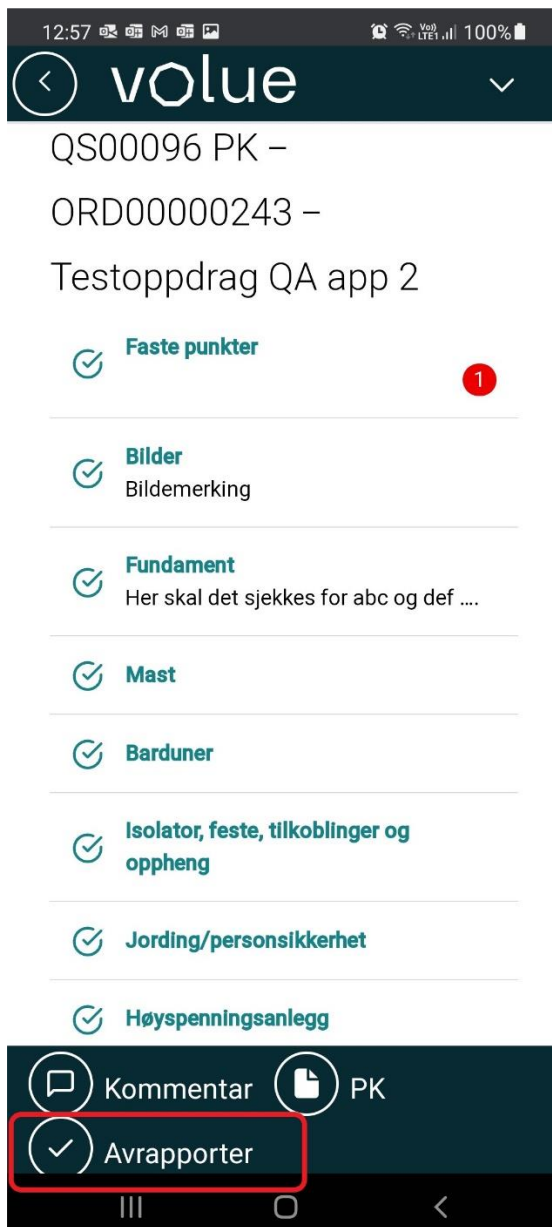 12:57 VoD LTE1 100%
volue
QS00096 PK –
ORD00000243 –
Testoppdrag QA app 2
Faste punkter
1
Bilder
Bildemerking
Fundament
Her skal det sjekkes for abc og def ....
Mast
Barduner
Isolator, feste, tilkoblinger og
oppheng
Jording/personsikkerhet
Høyspenningsanlegg
Kommentar PK
Avrapporter